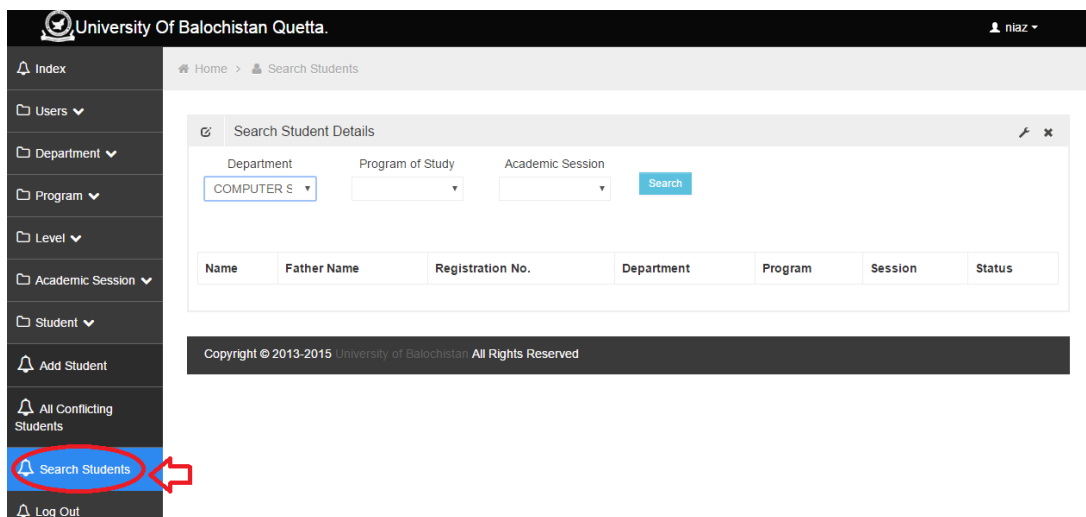 University Of Balochistan Quetta.
niaz
Index
Home > Search Students
Users
Search Student Details
Department
Department Program of Study Academic Session
COMPUTER S
Search
Program
Level
Name Father Name Registration No. Department Program Session Status
Academic Session
Student
Copyright © 2013-2015 University of Balochistan All Rights Reserved
Add Student
All Conflicting
Students
Search Students
Log Out